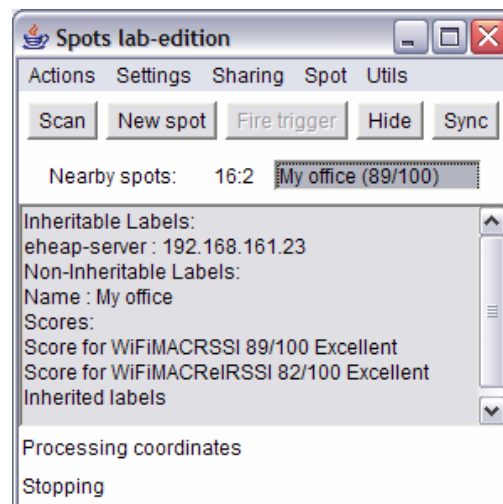 Spots lab-edition
Actions Settings Sharing Spot Utils
Scan New spot Fire trigger Hide Sync
Nearby spots: 16:2 My office (89/100)
Inheritable Labels:
eheap-server : 192.168.161.23
Non-Inheritable Labels:
Name : My office
Scores:
Score for WiFiMACRSSI 89/100 Excellent
Score for WiFiMACRelRSSI 82/100 Excellent
Inherited labels
Processing coordinates
Stopping